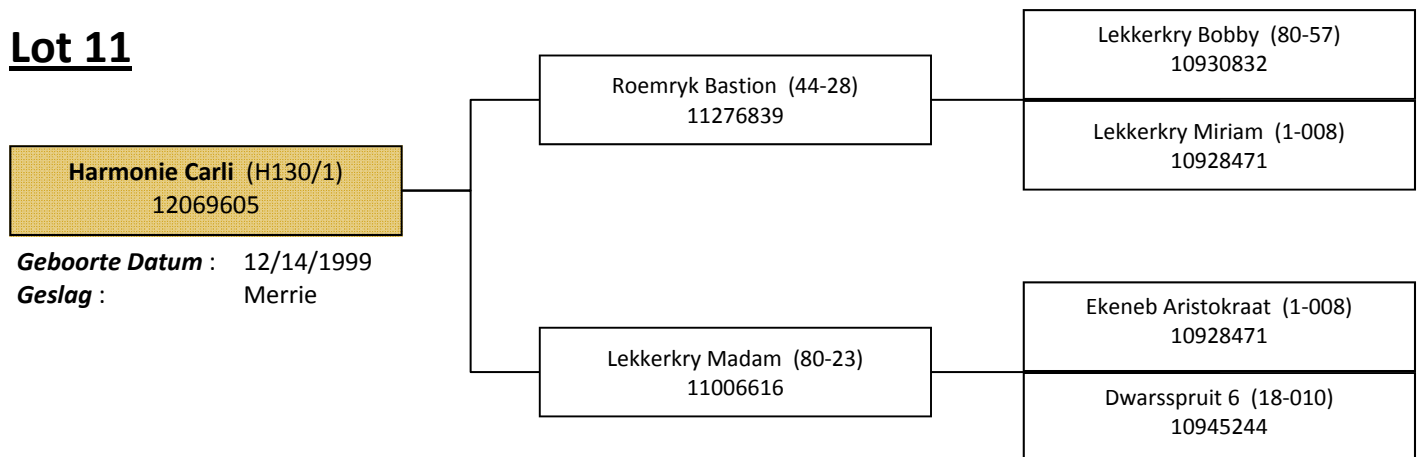 Lot 11
Harmonie Carli (H130/1)
12069605
Geboorte Datum : 12/14/1999
Geslag : Merrie
Roemryk Bastion (44-28)
11276839
Lekkerkry Madam (80-23)
11006616
Lekkerkry Bobby (80-57)
10930832
Lekkerkry Miriam (1-008)
10928471
Ekeneb Aristokraat (1-008)
10928471
Dwarsspruit 6 (18-010)
10945244